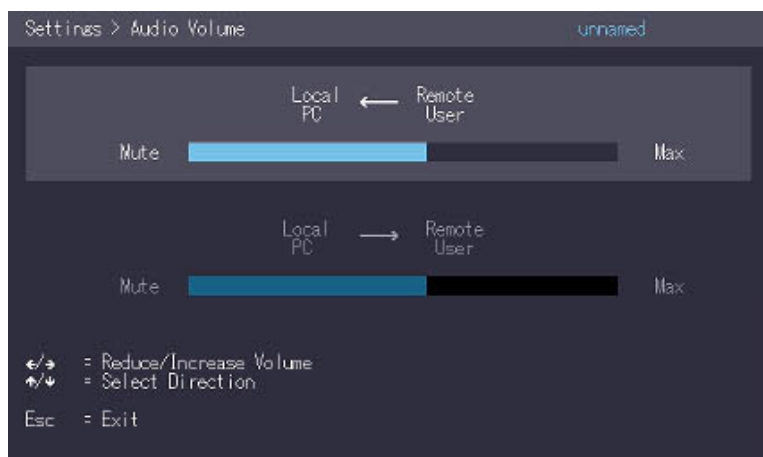 Settings > Audio Volume unnamed
Local ← Remote
PC User
Mute Max
Local → Remote
PC User
Mute Max
←/→ = Reduce/Increase Volume
↑/↓ = Select Direction
Esc = Exit